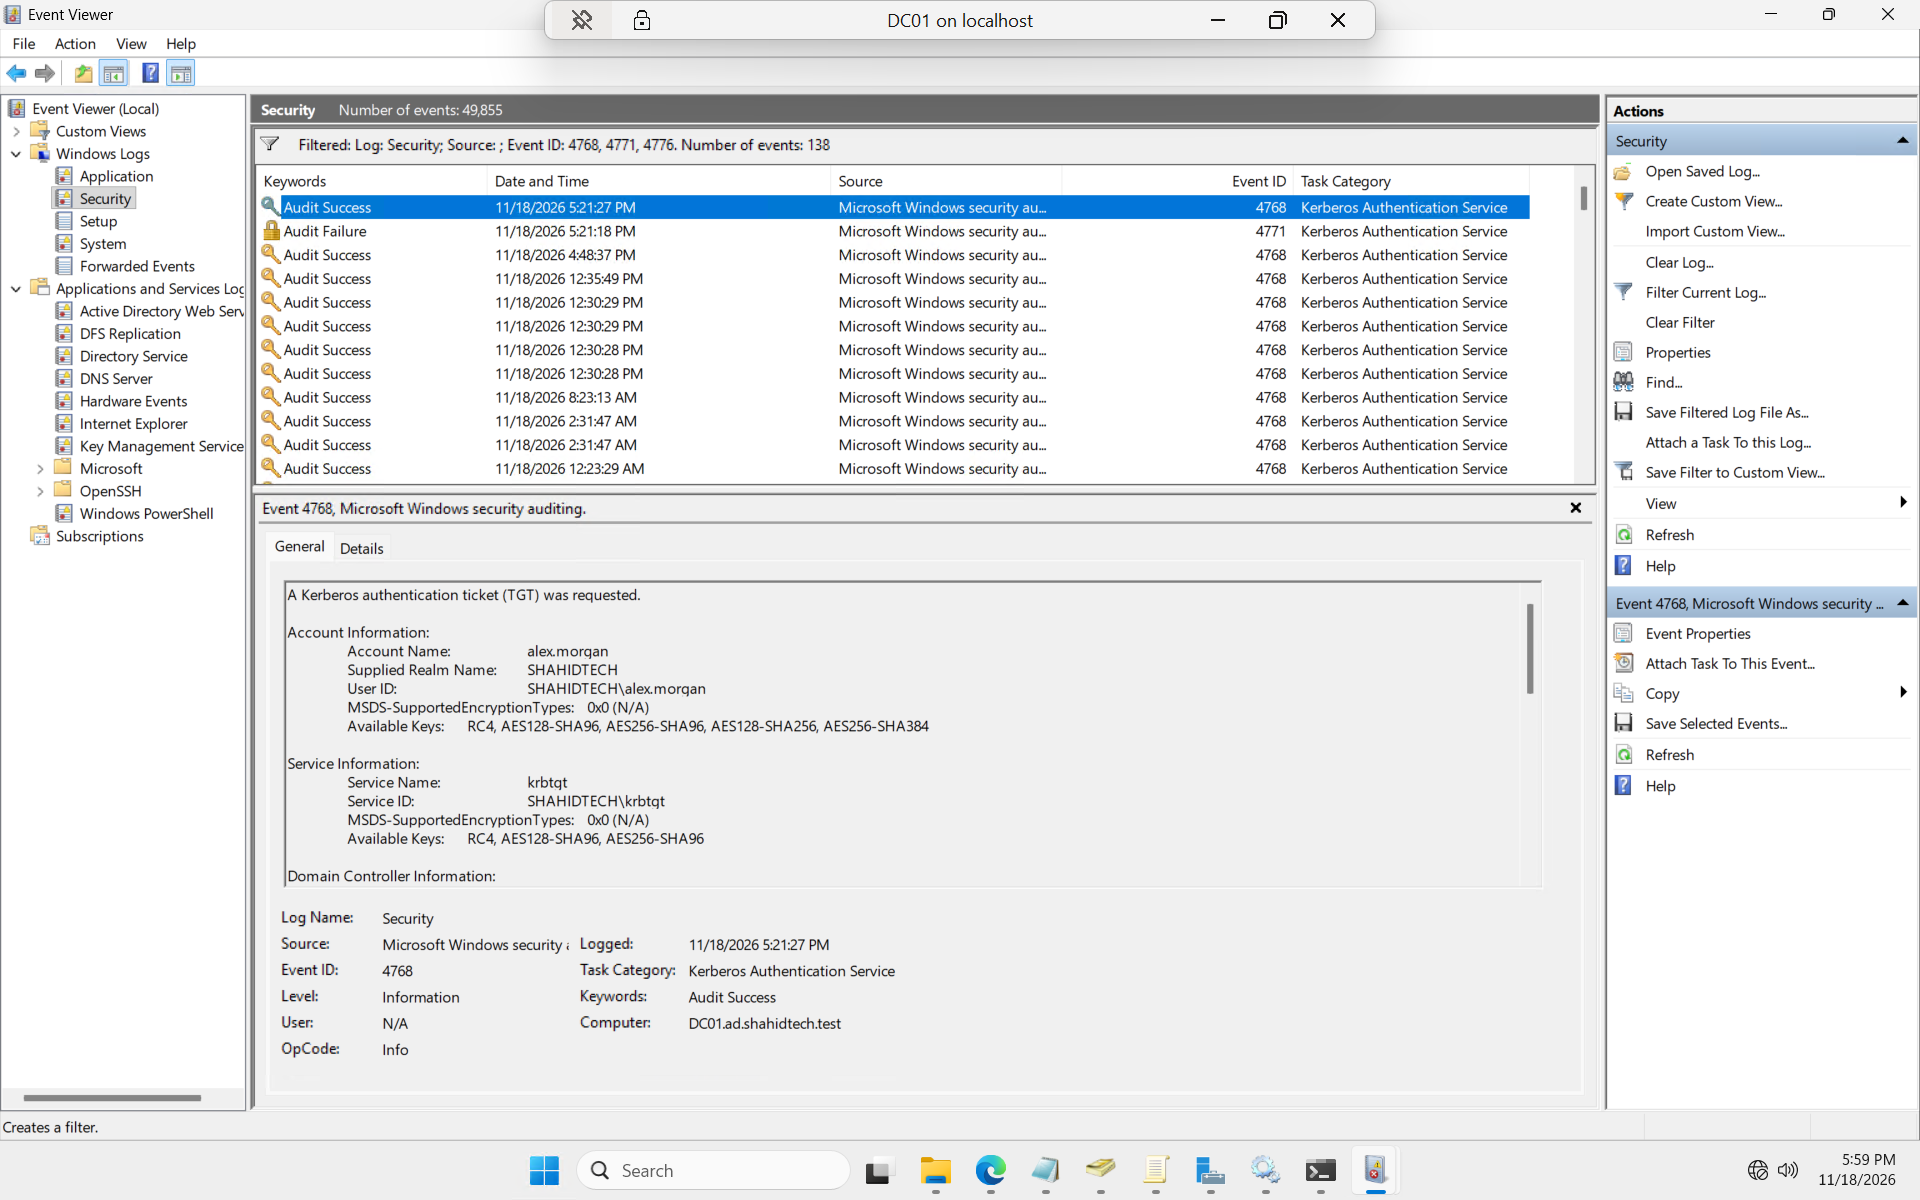 Event Viewer
DC01 on localhost
File Action View Help
Event Viewer (Local)
Custom Views
Windows Logs
Application
Security
Setup
System
Forwarded Events
Applications and Services Log
Active Directory Web Serv
DFS Replication
Directory Service
DNS Server
Hardware Events
Internet Explorer
Key Management Service
Microsoft
OpenSSH
Windows PowerShell
Subscriptions
Security Number of events: 49,855
Filtered: Log: Security; Source: ; Event ID: 4768, 4771, 4776. Number of events: 138
Keywords Date and Time Source Event ID Task Category
Audit Success 11/18/2026 5:21:27 PM Microsoft Windows security au... 4768 Kerberos Authentication Service
Audit Failure 11/18/2026 5:21:18 PM Microsoft Windows security au... 4771 Kerberos Authentication Service
Audit Success 11/18/2026 4:48:37 PM Microsoft Windows security au... 4768 Kerberos Authentication Service
Audit Success 11/18/2026 12:35:49 PM Microsoft Windows security au... 4768 Kerberos Authentication Service
Audit Success 11/18/2026 12:30:29 PM Microsoft Windows security au... 4768 Kerberos Authentication Service
Audit Success 11/18/2026 12:30:29 PM Microsoft Windows security au... 4768 Kerberos Authentication Service
Audit Success 11/18/2026 12:30:28 PM Microsoft Windows security au... 4768 Kerberos Authentication Service
Audit Success 11/18/2026 12:30:28 PM Microsoft Windows security au... 4768 Kerberos Authentication Service
Audit Success 11/18/2026 8:23:13 AM Microsoft Windows security au... 4768 Kerberos Authentication Service
Audit Success 11/18/2026 2:31:47 AM Microsoft Windows security au... 4768 Kerberos Authentication Service
Audit Success 11/18/2026 2:31:47 AM Microsoft Windows security au... 4768 Kerberos Authentication Service
Audit Success 11/18/2026 12:23:29 AM Microsoft Windows security au... 4768 Kerberos Authentication Service
Event 4768, Microsoft Windows security auditing.
General Details
A Kerberos authentication ticket (TGT) was requested.
Account Information:
Account Name: alex.morgan
Supplied Realm Name: SHAHIDTECH
User ID: SHAHIDTECH\alex.morgan
MSDS-SupportedEncryptionTypes: 0x0 (N/A)
Available Keys: RC4, AES128-SHA96, AES256-SHA96, AES128-SHA256, AES256-SHA384
Service Information:
Service Name: krbtgt
Service ID: SHAHIDTECH\krbtgt
MSDS-SupportedEncryptionTypes: 0x0 (N/A)
Available Keys: RC4, AES128-SHA96, AES256-SHA96
Domain Controller Information:
Log Name: Security
Source: Microsoft Windows security Logged: 11/18/2026 5:21:27 PM
Event ID: 4768 Task Category: Kerberos Authentication Service
Level: Information Keywords: Audit Success
User: N/A Computer: DC01.ad.shahidtech.test
OpCode: Info
Actions
Security
Open Saved Log...
Create Custom View...
Import Custom View...
Clear Log...
Filter Current Log...
Clear Filter
Properties
Find...
Save Filtered Log File As...
Attach a Task To this Log...
Save Filter to Custom View...
View
Refresh
Help
Event 4768, Microsoft Windows security ...
Event Properties
Attach Task To This Event...
Copy
Save Selected Events...
Refresh
Help
Creates a filter.
Search
5:59 PM
11/18/2026